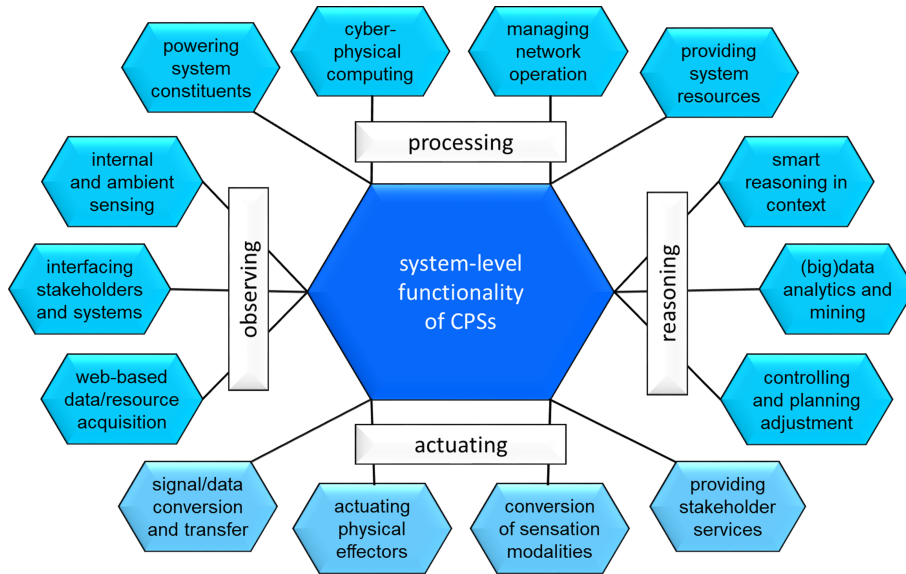 powering
system
constituents
cyber-
physical
computing
managing
network
operation
providing
system
resources
processing
internal
and ambient
sensing
smart
reasoning in
context
observing
interfacing
stakeholders
and systems
system-level
functionality
of CPSs
reasoning
(big)data
analytics and
mining
web-based
data/resource
acquisition
controlling
and planning
adjustment
actuating
signal/data
conversion
and transfer
actuating
physical
effectors
conversion
of sensation
modalities
providing
stakeholder
services